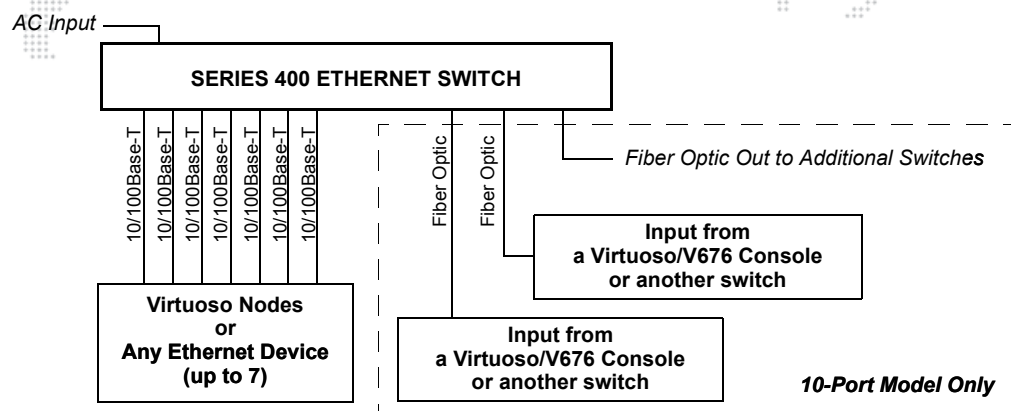 AC Input
SERIES 400 ETHERNET SWITCH
10/100Base-T
10/100Base-T
10/100Base-T
10/100Base-T
10/100Base-T
10/100Base-T
10/100Base-T
Fiber Optic
Fiber Optic
Fiber Optic Out to Additional Switches
Input from
a Virtuoso/V676 Console
or another switch
Virtuoso Nodes
or
Any Ethernet Device
(up to 7)
Input from
a Virtuoso/V676 Console
or another switch
10-Port Model Only